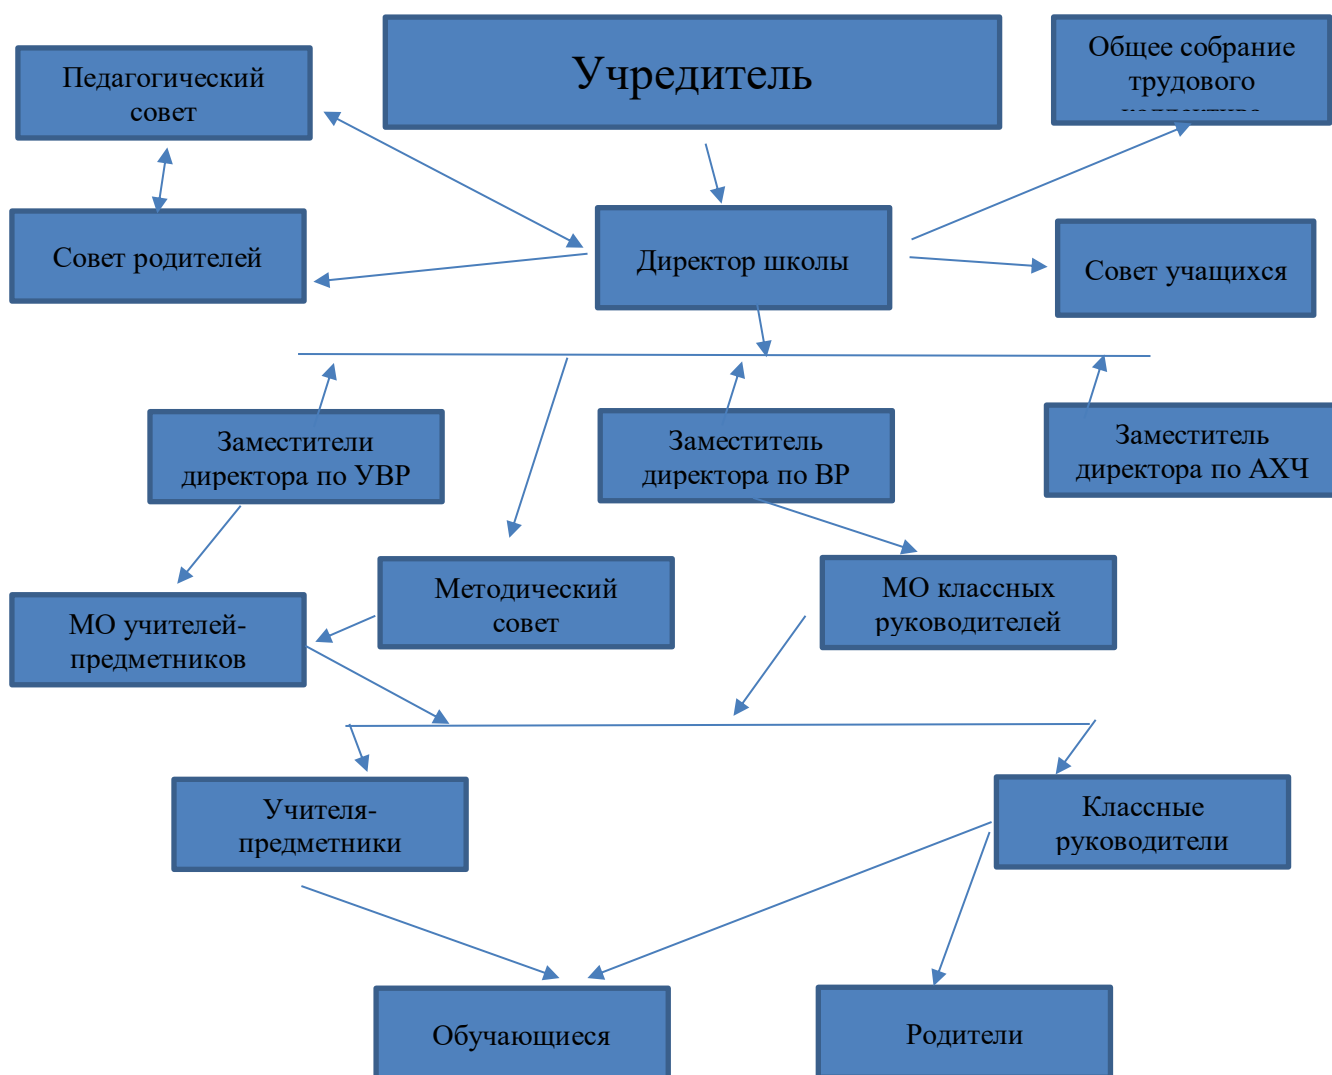 Учредитель
Педагогический
совет
Общее собрание
трудового
Совет родителей
Директор школы
Совет учащихся
Заместители
директора по УВР
Заместитель
директора по ВР
Заместитель
директора по АХЧ
МО учителей-
предметников
Методический
совет
МО классных
руководителей
Учителя-
предметники
Классные
руководители
Обучающиеся
Родители